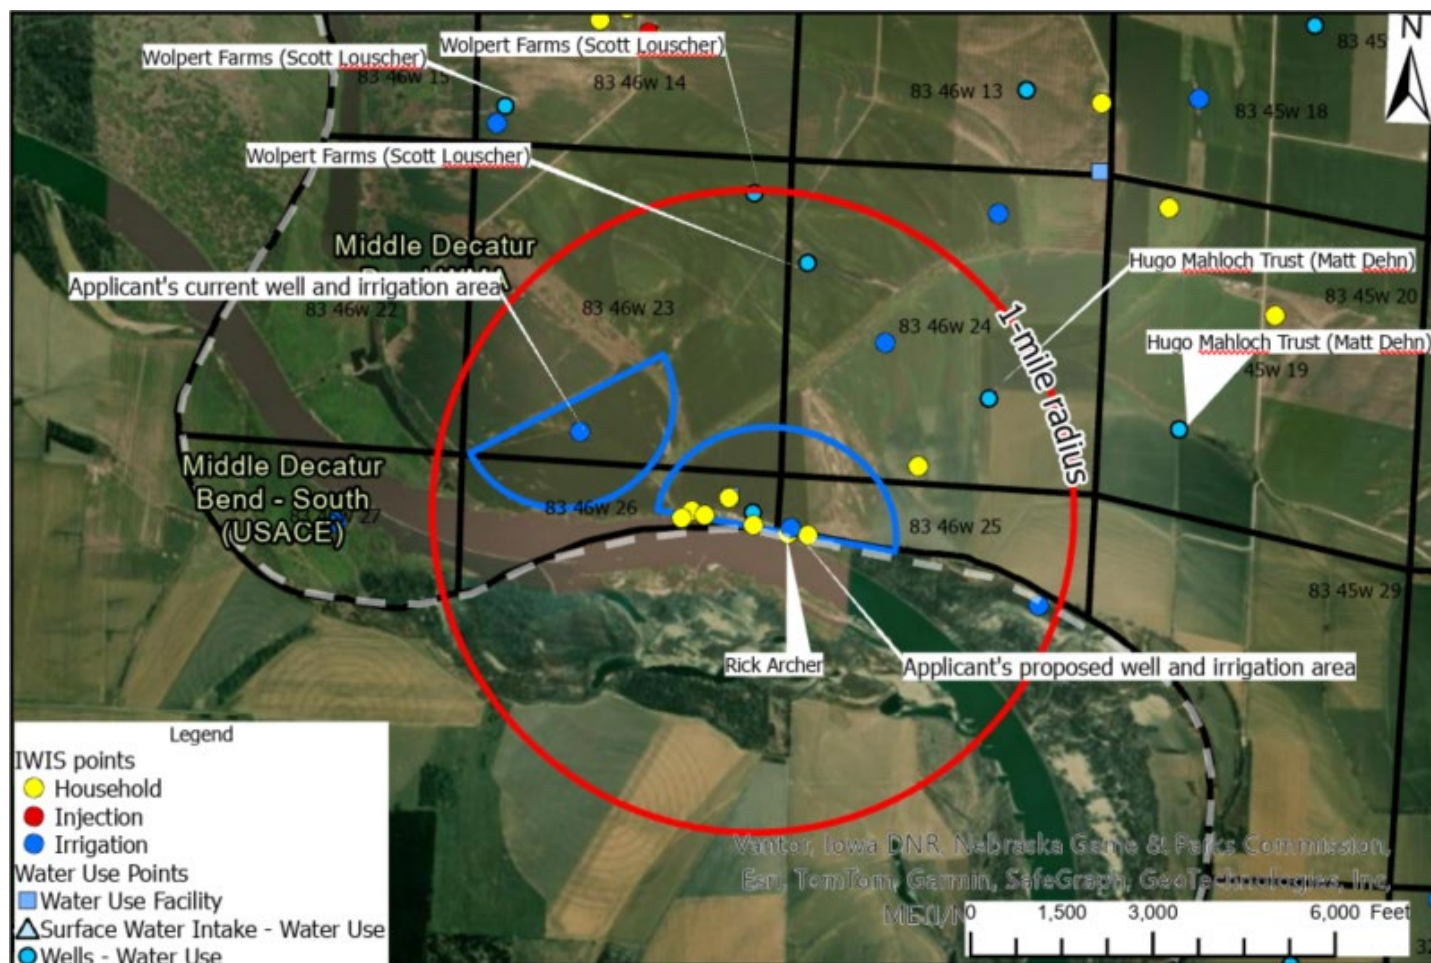 N
Wolpert Farms (Scott Louscher)
Wolpert Farms (Scott Louscher)
83 45
83 46w 15
83 46w 14
83 46w 13
83 45w 18
Wolpert Farms (Scott Louscher)
Middle Decatur
Hugo Mahloch Trust (Matt Dehn)
Applicant's current well and irrigation area
83 46w 22
83 46w 23
83 46w 24
83 45w 20
1-mile radius
Hugo Mahloch Trust (Matt Dehn)
45w 19
Middle Decatur
Bend - South
(USACE)
27
83 46w 26
83 46w 25
83 45w 29
Rick Archer
Applicant's proposed well and irrigation area
Legend
IWIS points
Household
Injection
Irrigation
Water Use Points
Water Use Facility
Surface Water Intake - Water Use
Wells - Water Use
Vantor, Iowa DNR, Nebraska Game & Parks Commission,
Esri, TomTom, Garmin, SafeGraph, GeoTechnologies, Inc,
0 1,500 3,000 6,000 Feet
32